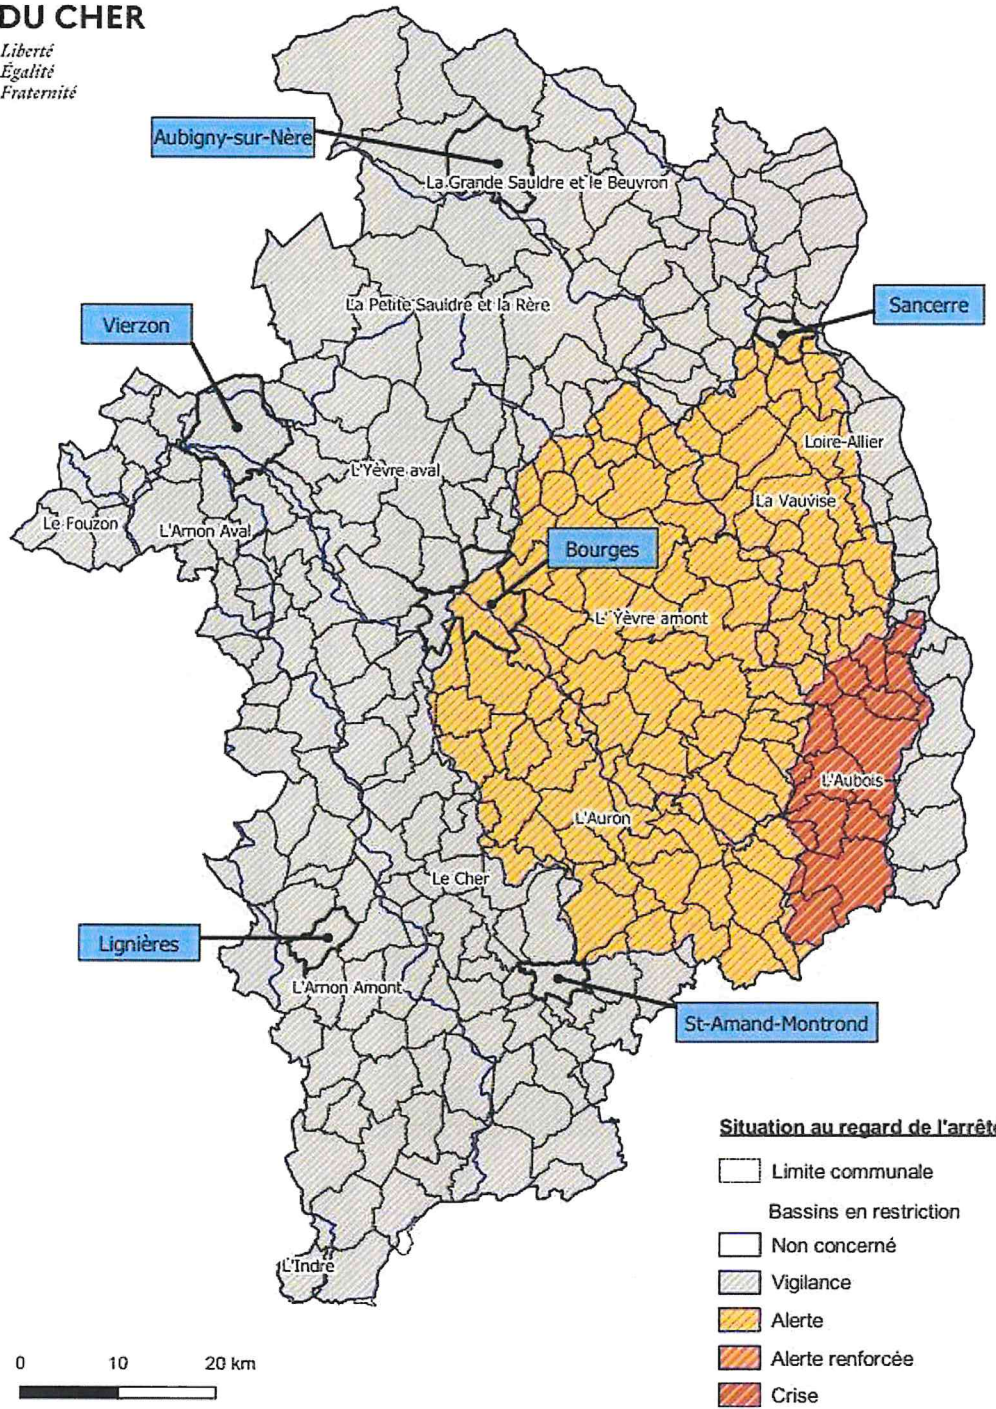 DU CHER
Liberté
Égalité
Fraternité
Aubigny-sur-Nère
La Grande Sauldre et le Beuvron
La Petite Sauldre et la Rère
Sancerre
Vierzon
Loire-Allier
L'Yèvre aval
La Vauvise
Le Fouzon
L'Arnon Aval
Bourges
L' Yèvre amont
L'Aubois
L'Auron
Le Cher
Lignières
L'Arnon Amont
St-Amand-Montrond
L'Indre
Situation au regard de l'arrêté
Limite communale
Bassins en restriction
Non concerné
Vigilance
Alerte
Alerte renforcée
Crise
0 10 20 km